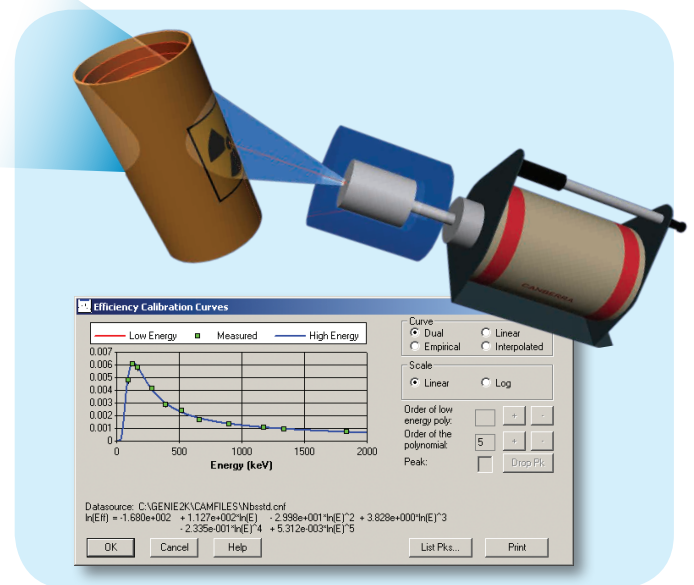 CANBERRA
Efficiency Calibration Curves
Low Energy Measured High Energy
0.007
0.006
0.005
0.004
0.003
0.002
0.001
0
0 500 1000 1500 2000
Energy (keV)
Curve
Dual Linear
Empirical Interpolated
Scale
Linear Log
Order of low
energy poly: + -
Order of the
polynomial: 5 + -
Peak: Drop Pk
Datasource: C:\GENIE2K\CAMFILES\Nbsstd.cnf
ln(Eff) = -1.680e+002 + 1.127e+002*ln(E) - 2.998e+001*ln(E)^2 + 3.828e+000*ln(E)^3
- 2.335e-001*ln(E)^4 + 5.312e-003*ln(E)^5
OK Cancel Help List Pks... Print